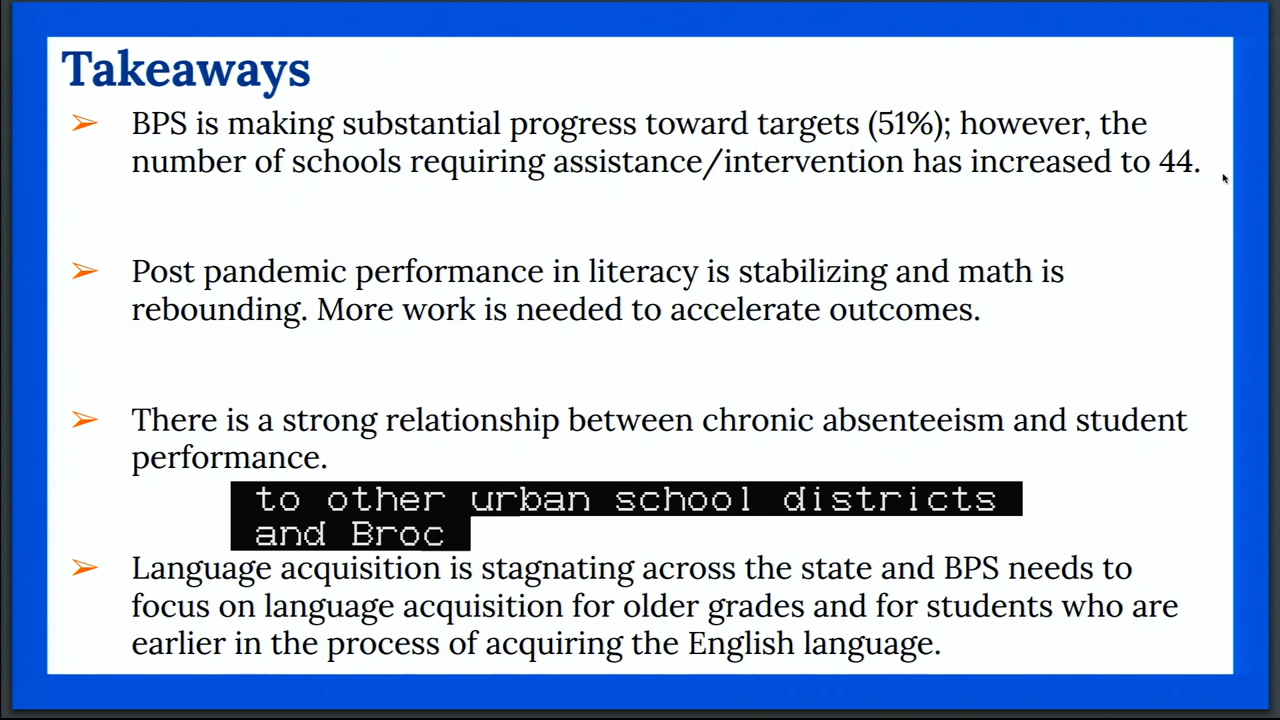 Takeaways
➢ BPS is making substantial progress toward targets (51%); however, the
number of schools requiring assistance/intervention has increased to 44.
➢ Post pandemic performance in literacy is stabilizing and math is
rebounding. More work is needed to accelerate outcomes.
➢ There is a strong relationship between chronic absenteeism and student
performance.
to other urban school districts
and Broc
➢ Language acquisition is stagnating across the state and BPS needs to
focus on language acquisition for older grades and for students who are
earlier in the process of acquiring the English language.